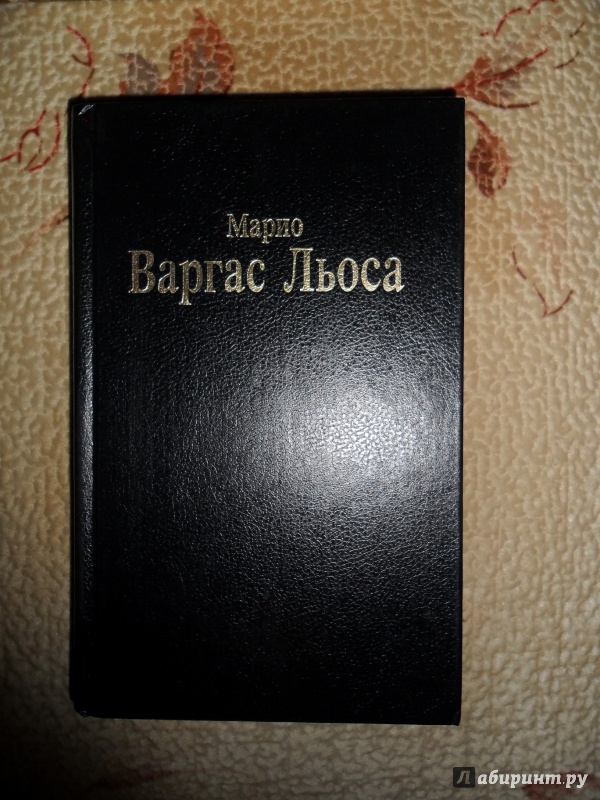 Марио
Варгас Льоса
Лабиринт.ру